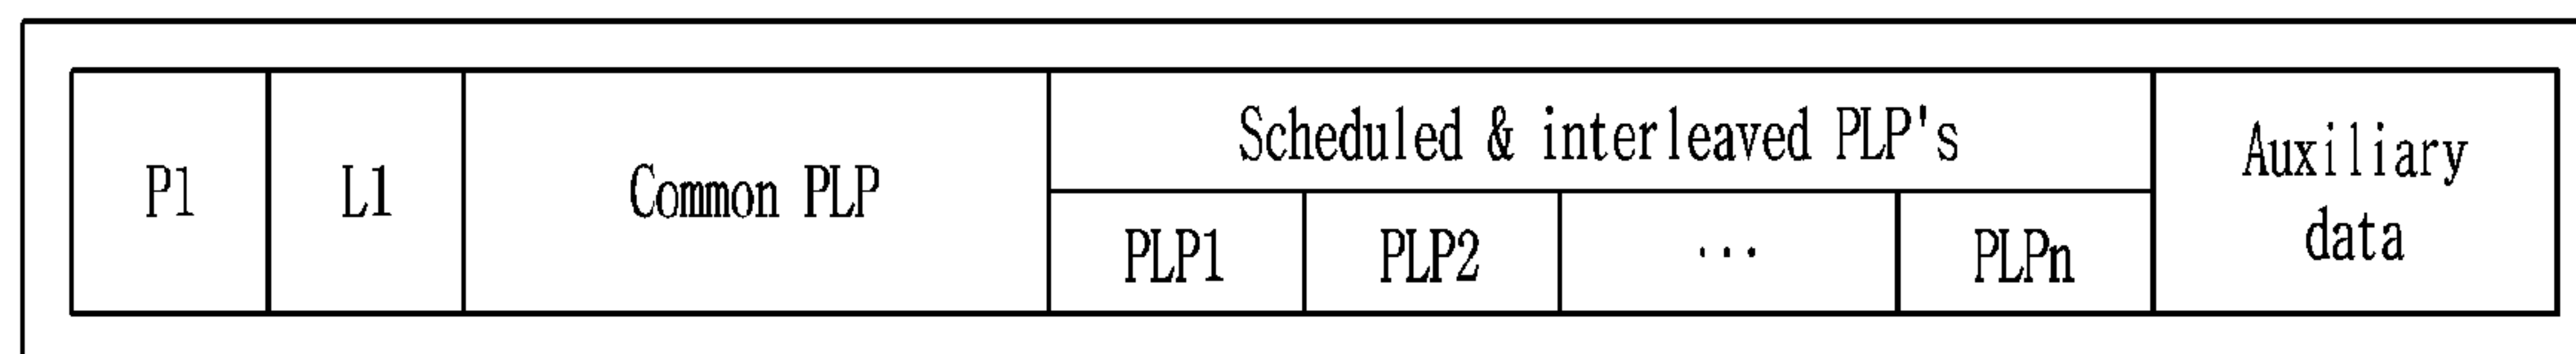 P1
L1
Common PLP
Scheduled & interleaved PLP's
PLP1
PLP2
...
PLPn
Auxiliary
data